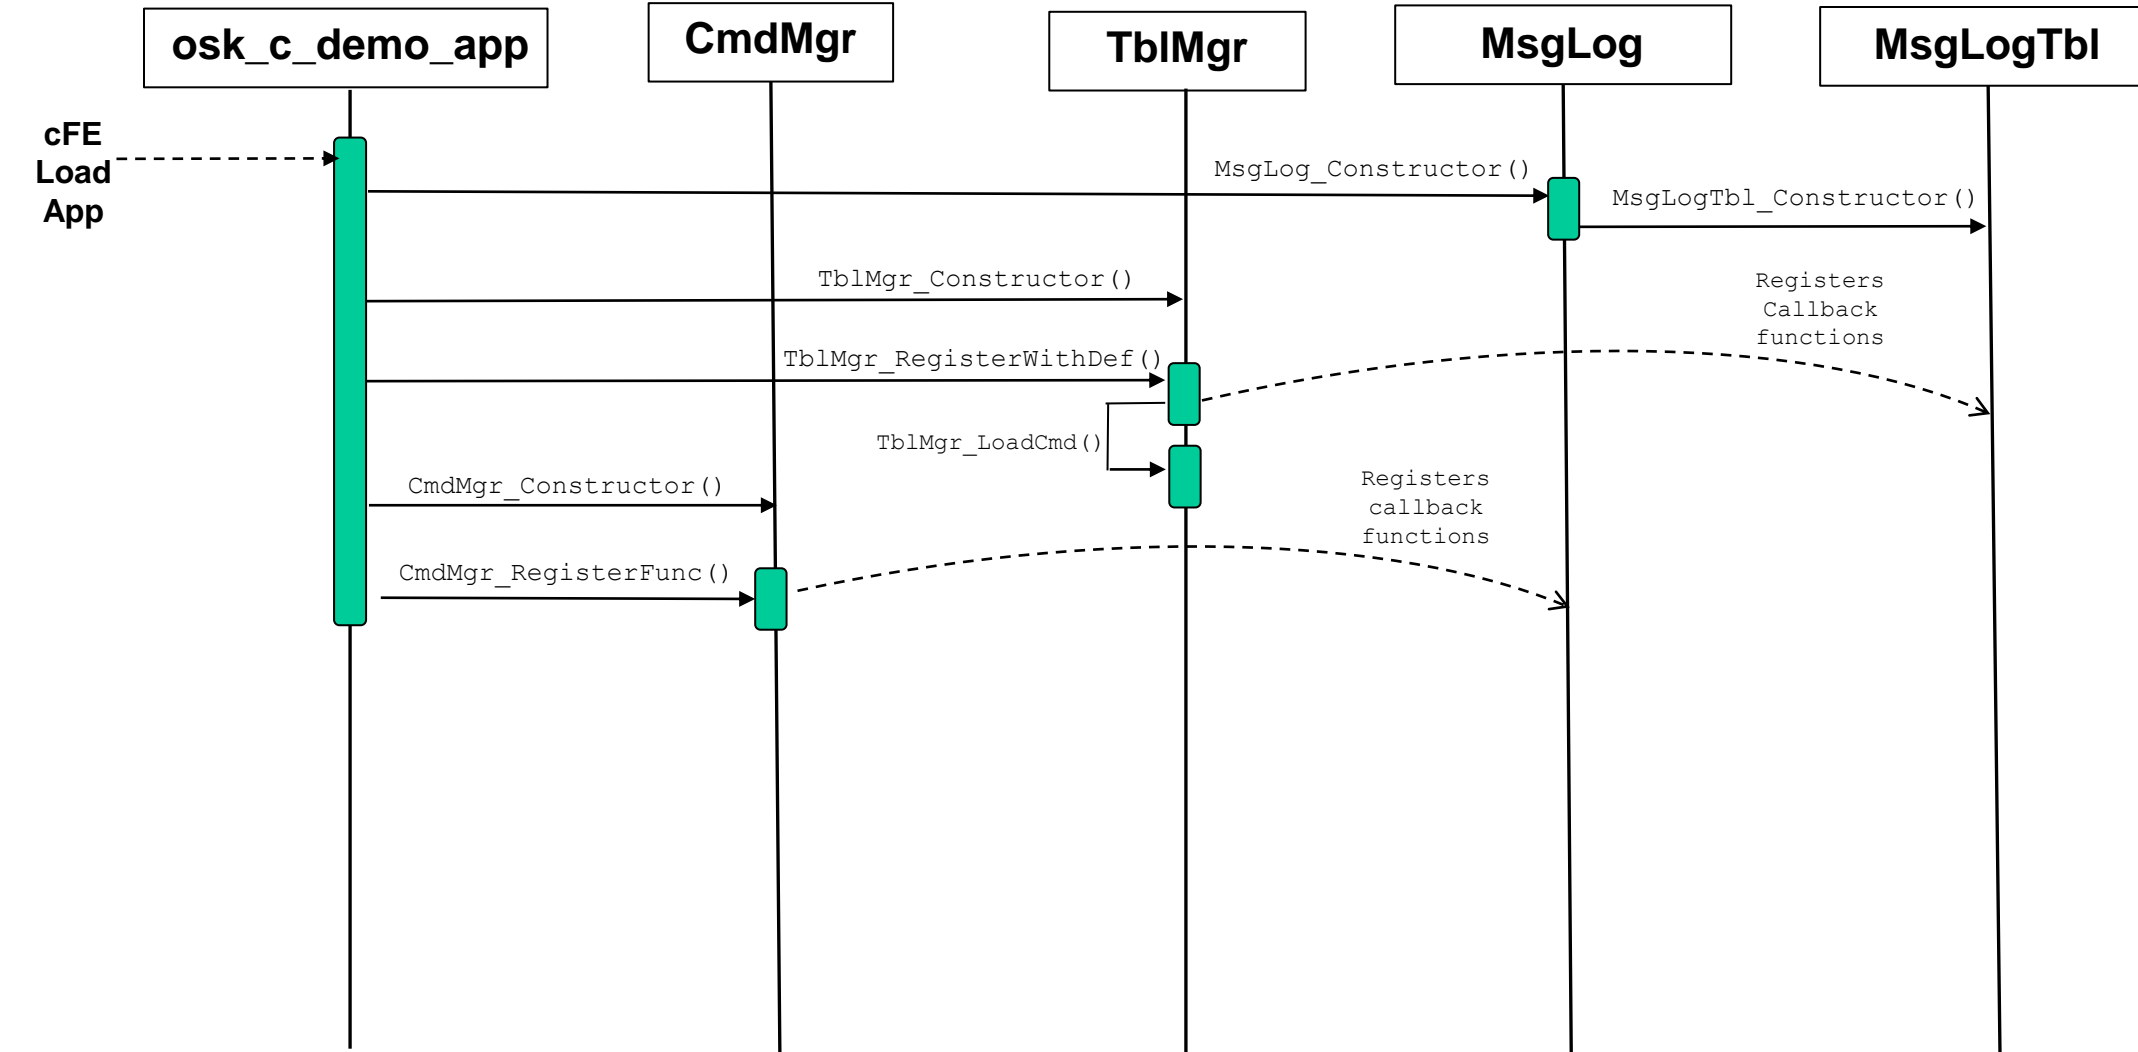 osk_c_demo_app
CmdMgr
TblMgr
MsgLog
MsgLogTbl
cFE
Load
App
MsgLog_Constructor()
MsgLogTbl_Constructor()
TblMgr_Constructor()
Registers
Callback
functions
TblMgr_RegisterWithDef()
TblMgr_LoadCmd()
CmdMgr_Constructor()
Registers
callback
functions
CmdMgr_RegisterFunc()